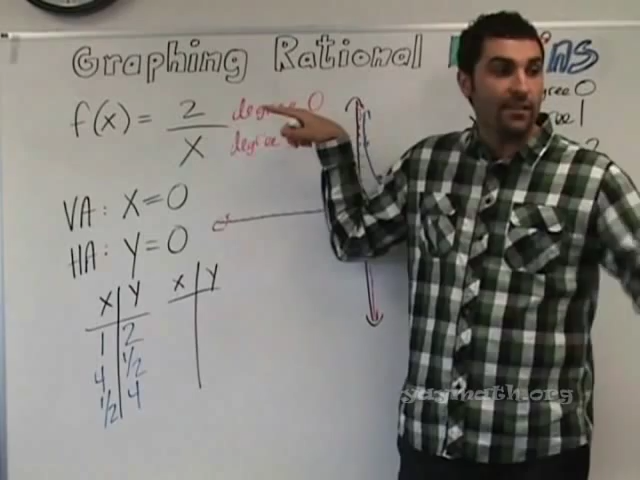 Graphing Rational
f(x) = 2/x
degree 0
degree
VA: X=0
HA: Y=0
X Y
1 2
4 1/2
1/2 4
X Y
yaymath.org